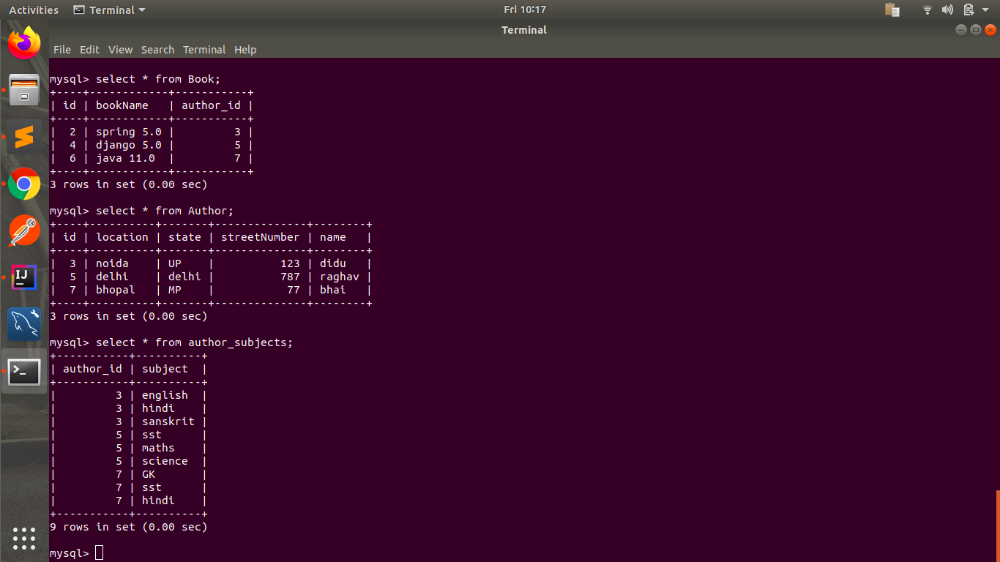 Activities Terminal Fri 10:17
Terminal
File Edit View Search Terminal Help
mysql> select * from Book;
+----+------------+-----------+
| id | bookName   | author_id |
+----+------------+-----------+
|  2 | spring 5.0 |         3 |
|  4 | django 5.0 |         5 |
|  6 | java 11.0  |         7 |
+----+------------+-----------+
3 rows in set (0.00 sec)
mysql> select * from Author;
+----+----------+-------+--------------+--------+
| id | location | state | streetNumber | name   |
+----+----------+-------+--------------+--------+
|  3 | noida    | UP    |          123 | didu   |
|  5 | delhi    | delhi |          787 | raghav |
|  7 | bhopal   | MP    |           77 | bhai   |
+----+----------+-------+--------------+--------+
3 rows in set (0.00 sec)
mysql> select * from author_subjects;
+-----------+----------+
| author_id | subject  |
+-----------+----------+
|         3 | english  |
|         3 | hindi    |
|         3 | sanskrit |
|         5 | sst      |
|         5 | maths    |
|         5 | science  |
|         7 | GK       |
|         7 | sst      |
|         7 | hindi    |
+-----------+----------+
9 rows in set (0.00 sec)
mysql>
IJ
>_